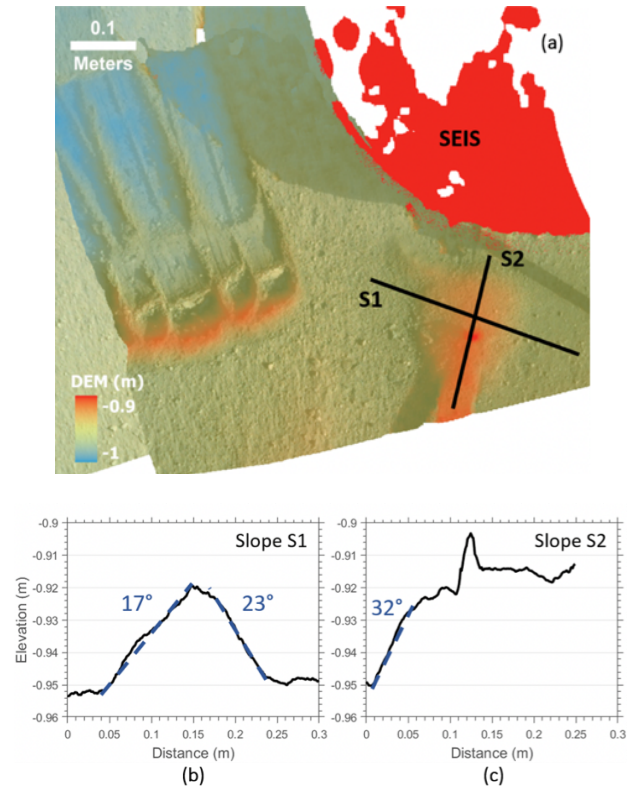 0.1
Meters
(a)
SEIS
S2
S1
DEM (m)
-0.9
-1
Slope S1
Slope S2
17°
23°
32°
Elevation (m)
-0.9
-0.91
-0.92
-0.93
-0.94
-0.95
-0.96
0
0.05
0.1
0.15
0.2
0.25
0.3
Distance (m)
(b)
-0.9
-0.91
-0.92
-0.93
-0.94
-0.95
-0.96
0
0.05
0.1
0.15
0.2
0.25
0.3
Distance (m)
(c)